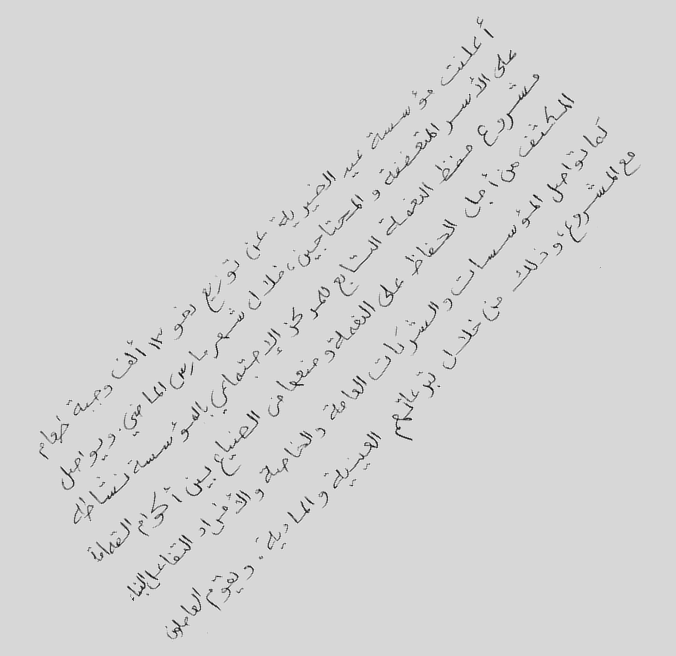 أعلنت مؤسسة عيد الخيرية عن توزيع نحو ١٣ ألف وجبة طعام
على الأسر المتعففة والمحتاجين، خلال شهر مارس الماضي. ويواصل
مشروع حفظ النعمة التابع للمركز الإجتماعي بالمؤسسة نشاطه
المكثف من أجل الحفاظ على النعمة ومنعها من الضياع بين أكوام القمامة
كما تواصل المؤسسات والشركات العامة والخاصة والأفراد التفاعل البناء
مع المشروع، وذلك من خلال تبرعاتهم العينية والمادية. ويقوم العاملون